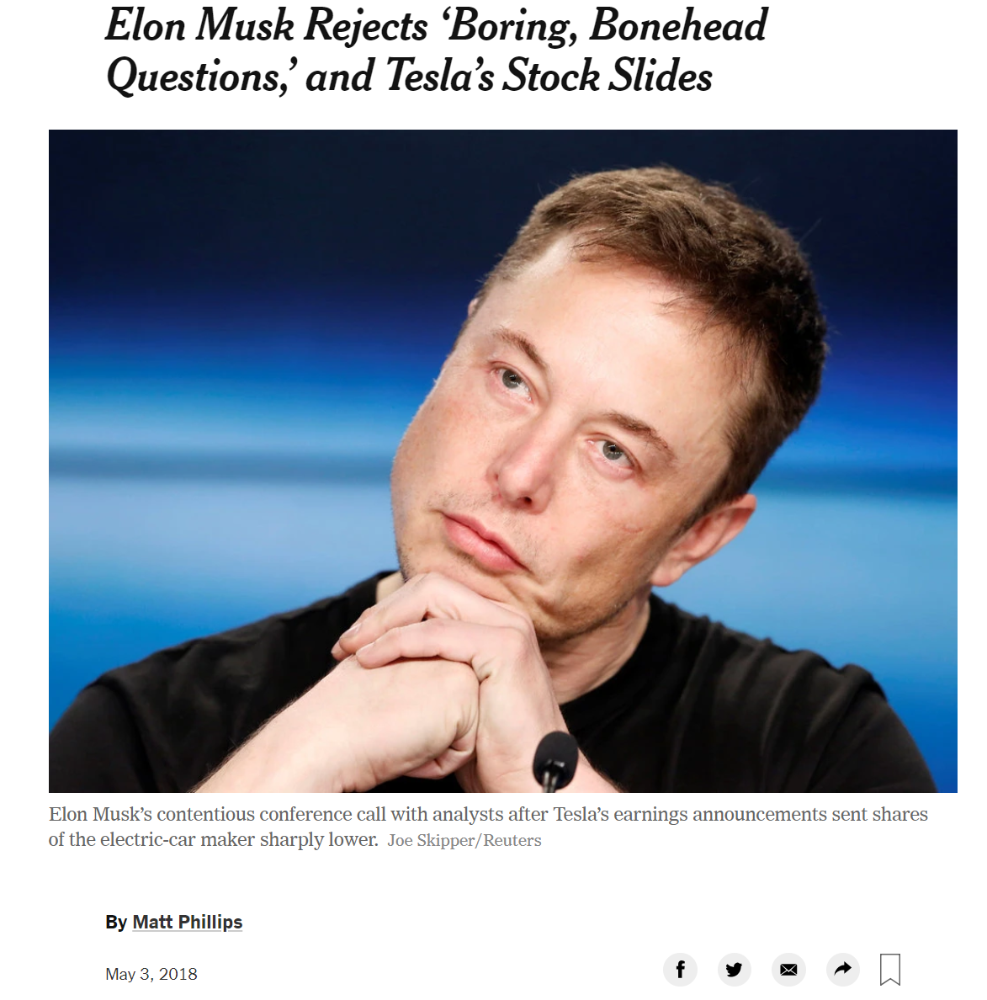 Elon Musk Rejects ‘Boring, Bonehead
Questions,’ and Tesla’s Stock Slides
Elon Musk’s contentious conference call with analysts after Tesla’s earnings announcements sent shares
of the electric-car maker sharply lower. Joe Skipper/Reuters
By Matt Phillips
May 3, 2018